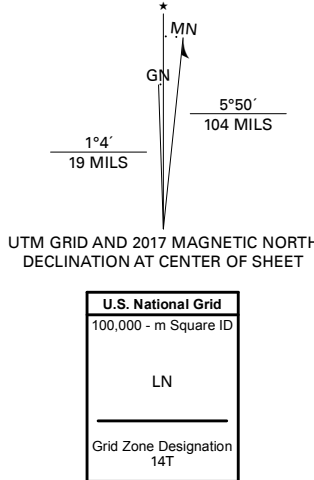 MN
GN
1°4´
19 MILS
5°50´
104 MILS
UTM GRID AND 2017 MAGNETIC NORTH
DECLINATION AT CENTER OF SHEET
U.S. National Grid
100,000 - m Square ID
LN
Grid Zone Designation
14T